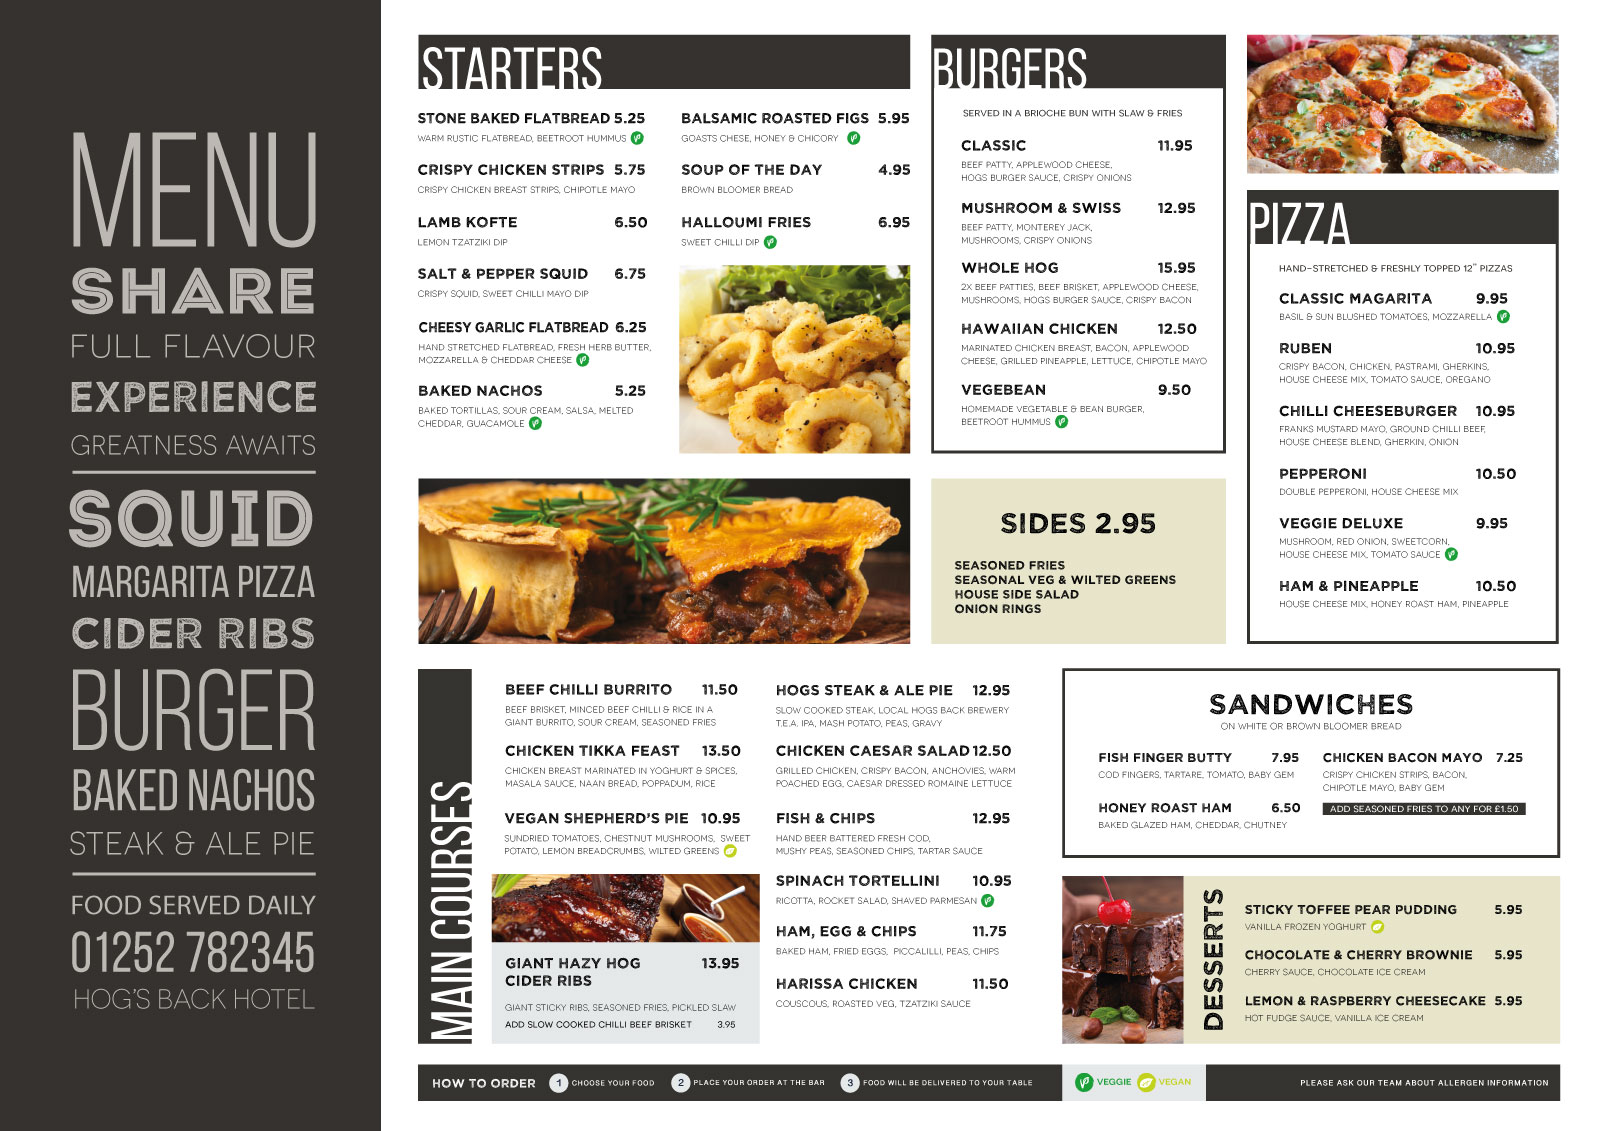 MENU
SHARE
FULL FLAVOUR
EXPERIENCE
GREATNESS AWAITS
SQUID
MARGARITA PIZZA
CIDER RIBS
BURGER
BAKED NACHOS
STEAK & ALE PIE
FOOD SERVED DAILY
01252 782345
HOG'S BACK HOTEL
STARTERS
STONE BAKED FLATBREAD 5.25
WARM RUSTIC FLATBREAD, BEETROOT HUMMUS
CRISPY CHICKEN STRIPS 5.75
CRISPY CHICKEN BREAST STRIPS, CHIPOTLE MAYO
LAMB KOFTE 6.50
LEMON TZATZIKI DIP
SALT & PEPPER SQUID 6.75
CRISPY SQUID, SWEET CHILLI MAYO DIP
CHEESY GARLIC FLATBREAD 6.25
HAND STRETCHED FLATBREAD, FRESH HERB BUTTER,
MOZZARELLA & CHEDDAR CHEESE
BAKED NACHOS 5.25
BAKED TORTILLAS, SOUR CREAM, SALSA, MELTED
CHEDDAR, GUACAMOLE
BALSAMIC ROASTED FIGS 5.95
GOASTS CHESE, HONEY & CHICORY
SOUP OF THE DAY 4.95
BROWN BLOOMER BREAD
HALLOUMI FRIES 6.95
SWEET CHILLI DIP
BURGERS
SERVED IN A BRIOCHE BUN WITH SLAW & FRIES
CLASSIC 11.95
BEEF PATTY, APPLEWOOD CHEESE,
HOGS BURGER SAUCE, CRISPY ONIONS
MUSHROOM & SWISS 12.95
BEEF PATTY, MONTEREY JACK,
MUSHROOMS, CRISPY ONIONS
WHOLE HOG 15.95
2X BEEF PATTIES, BEEF BRISKET, APPLEWOOD CHEESE,
MUSHROOMS, HOGS BURGER SAUCE, CRISPY BACON
HAWAIIAN CHICKEN 12.50
MARINATED CHICKEN BREAST, BACON, APPLEWOOD
CHEESE, GRILLED PINEAPPLE, LETTUCE, CHIPOTLE MAYO
VEGEBEAN 9.50
HOMEMADE VEGETABLE & BEAN BURGER,
BEETROOT HUMMUS
PIZZA
HAND-STRETCHED & FRESHLY TOPPED 12" PIZZAS
CLASSIC MAGARITA 9.95
BASIL & SUN BLUSHED TOMATOES, MOZZARELLA
RUBEN 10.95
CRISPY BACON, CHICKEN, PASTRAMI, GHERKINS,
HOUSE CHEESE MIX, TOMATO SAUCE, OREGANO
CHILLI CHEESEBURGER 10.95
FRANKS MUSTARD MAYO, GROUND CHILLI BEEF,
HOUSE CHEESE BLEND, GHERKIN, ONION
PEPPERONI 10.50
DOUBLE PEPPERONI, HOUSE CHEESE MIX
VEGGIE DELUXE 9.95
MUSHROOM, RED ONION, SWEETCORN,
HOUSE CHEESE MIX, TOMATO SAUCE
HAM & PINEAPPLE 10.50
HOUSE CHEESE MIX, HONEY ROAST HAM, PINEAPPLE
SIDES 2.95
SEASONED FRIES
SEASONAL VEG & WILTED GREENS
HOUSE SIDE SALAD
ONION RINGS
MAIN COURSES
BEEF CHILLI BURRITO 11.50
BEEF BRISKET, MINCED BEEF CHILLI & RICE IN A
GIANT BURRITO, SOUR CREAM, SEASONED FRIES
CHICKEN TIKKA FEAST 13.50
CHICKEN BREAST MARINATED IN YOGHURT & SPICES,
MASALA SAUCE, NAAN BREAD, POPPADUM, RICE
VEGAN SHEPHERD'S PIE 10.95
SUNDRIED TOMATOES, CHESTNUT MUSHROOMS, SWEET
POTATO, LEMON BREADCRUMBS, WILTED GREENS
GIANT HAZY HOG 13.95
CIDER RIBS
GIANT STICKY RIBS, SEASONED FRIES, PICKLED SLAW
ADD SLOW COOKED CHILLI BEEF BRISKET 3.95
HOGS STEAK & ALE PIE 12.95
SLOW COOKED STEAK, LOCAL HOGS BACK BREWERY
T.E.A. IPA, MASH POTATO, PEAS, GRAVY
CHICKEN CAESAR SALAD 12.50
GRILLED CHICKEN, CRISPY BACON, ANCHOVIES, WARM
POACHED EGG, CAESAR DRESSED ROMAINE LETTUCE
FISH & CHIPS 12.95
HAND BEER BATTERED FRESH COD,
MUSHY PEAS, SEASONED CHIPS, TARTAR SAUCE
SPINACH TORTELLINI 10.95
RICOTTA, ROCKET SALAD, SHAVED PARMESAN
HAM, EGG & CHIPS 11.75
BAKED HAM, FRIED EGGS, PICCALILLI, PEAS, CHIPS
HARISSA CHICKEN 11.50
COUSCOUS, ROASTED VEG, TZATZIKI SAUCE
SANDWICHES
ON WHITE OR BROWN BLOOMER BREAD
FISH FINGER BUTTY 7.95
COD FINGERS, TARTARE, TOMATO, BABY GEM
HONEY ROAST HAM 6.50
BAKED GLAZED HAM, CHEDDAR, CHUTNEY
CHICKEN BACON MAYO 7.25
CRISPY CHICKEN STRIPS, BACON,
CHIPOTLE MAYO, BABY GEM
ADD SEASONED FRIES TO ANY FOR £1.50
DESSERTS
STICKY TOFFEE PEAR PUDDING 5.95
VANILLA FROZEN YOGHURT
CHOCOLATE & CHERRY BROWNIE 5.95
CHERRY SAUCE, CHOCOLATE ICE CREAM
LEMON & RASPBERRY CHEESECAKE 5.95
HOT FUDGE SAUCE, VANILLA ICE CREAM
HOW TO ORDER 1 CHOOSE YOUR FOOD 2 PLACE YOUR ORDER AT THE BAR 3 FOOD WILL BE DELIVERED TO YOUR TABLE
VEGGIE VEGAN
PLEASE ASK OUR TEAM ABOUT ALLERGEN INFORMATION